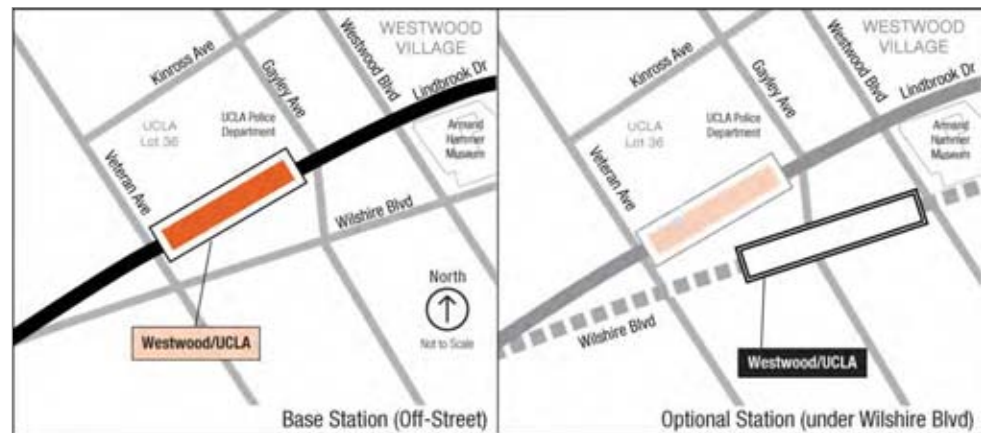 WESTWOOD
VILLAGE
Kinross Ave
Gayley Ave
Westwood Blvd
Lindbrook Dr
UCLA
Lot 36
UCLA Police
Department
Armand
Hammer
Museum
Veteran Ave
Wilshire Blvd
North
Not to Scale
Westwood/UCLA
Base Station (Off-Street)
WESTWOOD
VILLAGE
Kinross Ave
Gayley Ave
Westwood Blvd
Lindbrook Dr
UCLA
Lot 36
UCLA Police
Department
Armand
Hammer
Museum
Veteran Ave
Wilshire Blvd
Westwood/UCLA
Optional Station (under Wilshire Blvd)